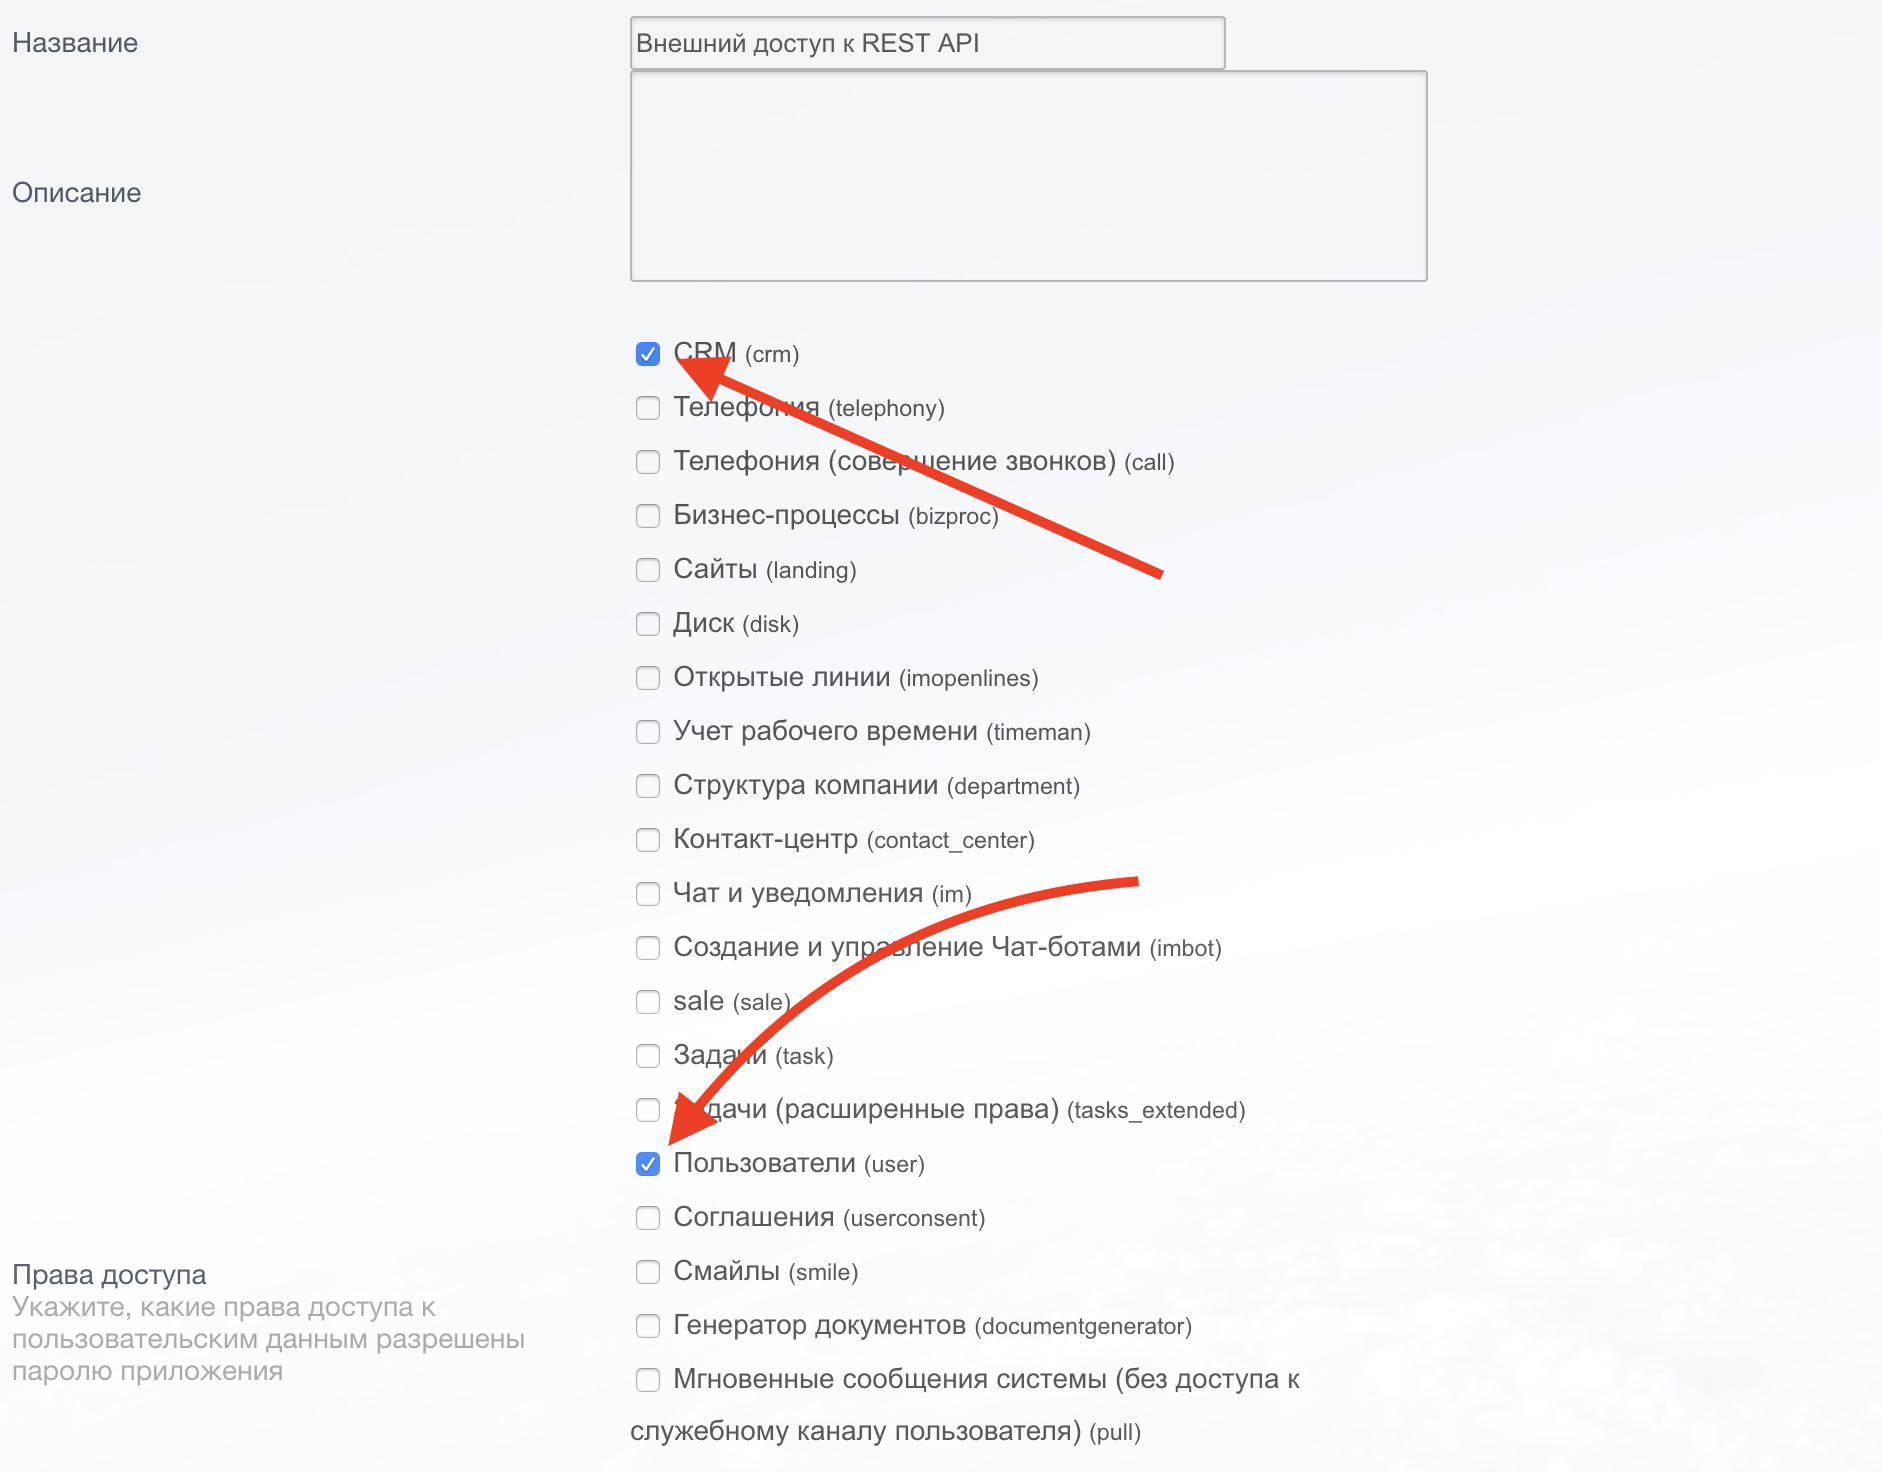 Название
Внешний доступ к REST API
Описание
CRM (crm)
Телефония (telephony)
Телефония (совершение звонков) (call)
Бизнес-процессы (bizproc)
Сайты (landing)
Диск (disk)
Открытые линии (imopenlines)
Учет рабочего времени (timeman)
Структура компании (department)
Контакт-центр (contact_center)
Чат и уведомления (im)
Создание и управление Чат-ботами (imbot)
sale (sale)
Задачи (task)
Задачи (расширенные права) (tasks_extended)
Пользователи (user)
Соглашения (userconsent)
Смайлы (smile)
Генератор документов (documentgenerator)
Мгновенные сообщения системы (без доступа к
служебному каналу пользователя) (pull)
Права доступа
Укажите, какие права доступа к
пользовательским данным разрешены
паролю приложения